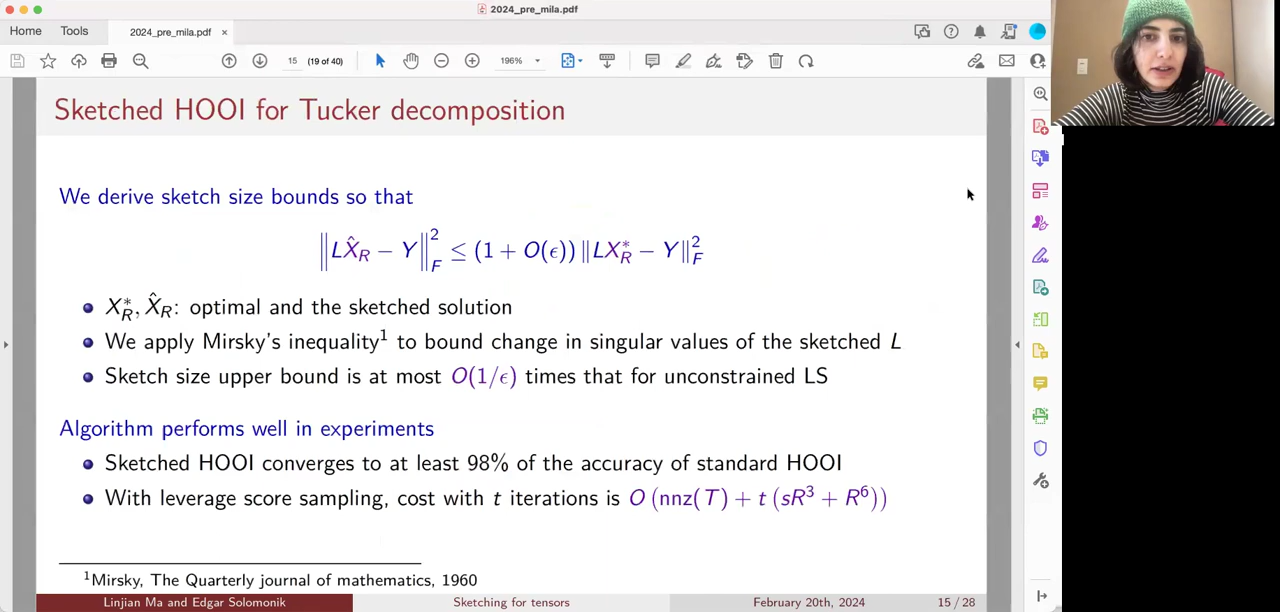 2024_pre_mila.pdf
Home Tools 2024_pre_mila.pdf ×
15 (19 of 40) 196%
Sketched HOOI for Tucker decomposition
We derive sketch size bounds so that
‖LX̂_R − Y‖²_F ≤ (1 + O(ϵ)) ‖LX*_R − Y‖²_F
• X*_R, X̂_R: optimal and the sketched solution
• We apply Mirsky's inequality¹ to bound change in singular values of the sketched L
• Sketch size upper bound is at most O(1/ϵ) times that for unconstrained LS
Algorithm performs well in experiments
• Sketched HOOI converges to at least 98% of the accuracy of standard HOOI
• With leverage score sampling, cost with t iterations is O (nnz(T) + t (sR³ + R⁶))
¹Mirsky, The Quarterly journal of mathematics, 1960
Linjian Ma and Edgar Solomonik Sketching for tensors February 20th, 2024 15 / 28